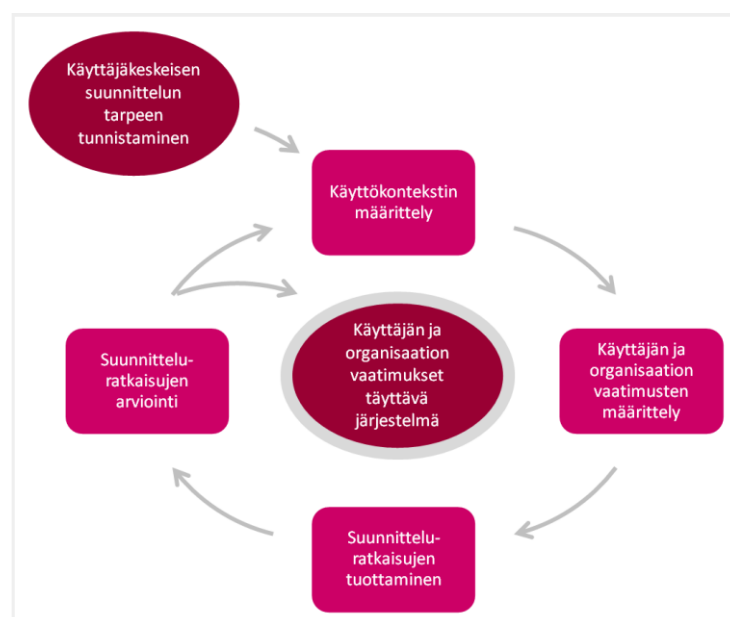 Käyttäjäkeskeisen
suunnittelun
tarpeen
tunnistaminen
Käyttökontekstin
määrittely
Käyttäjän ja
organisaation
vaatimusten
määrittely
Suunnittelu-
ratkaisujen
tuottaminen
Suunnittelu-
ratkaisujen
arviointi
Käyttäjän ja
organisaation
vaatimukset
täyttävä
järjestelmä